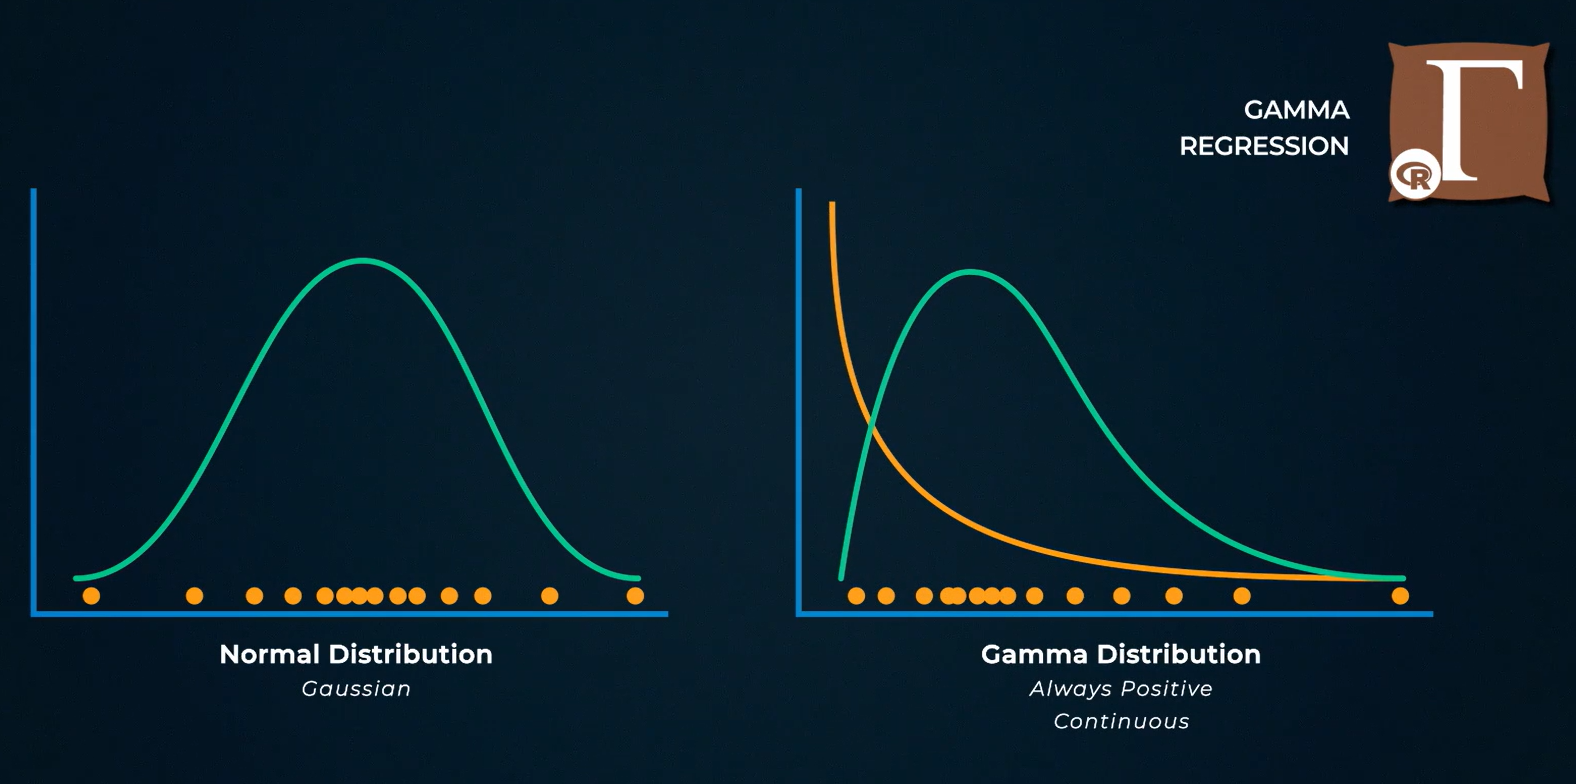 GAMMA
REGRESSION
Γ
R
Normal Distribution
Gaussian
Gamma Distribution
Always Positive
Continuous